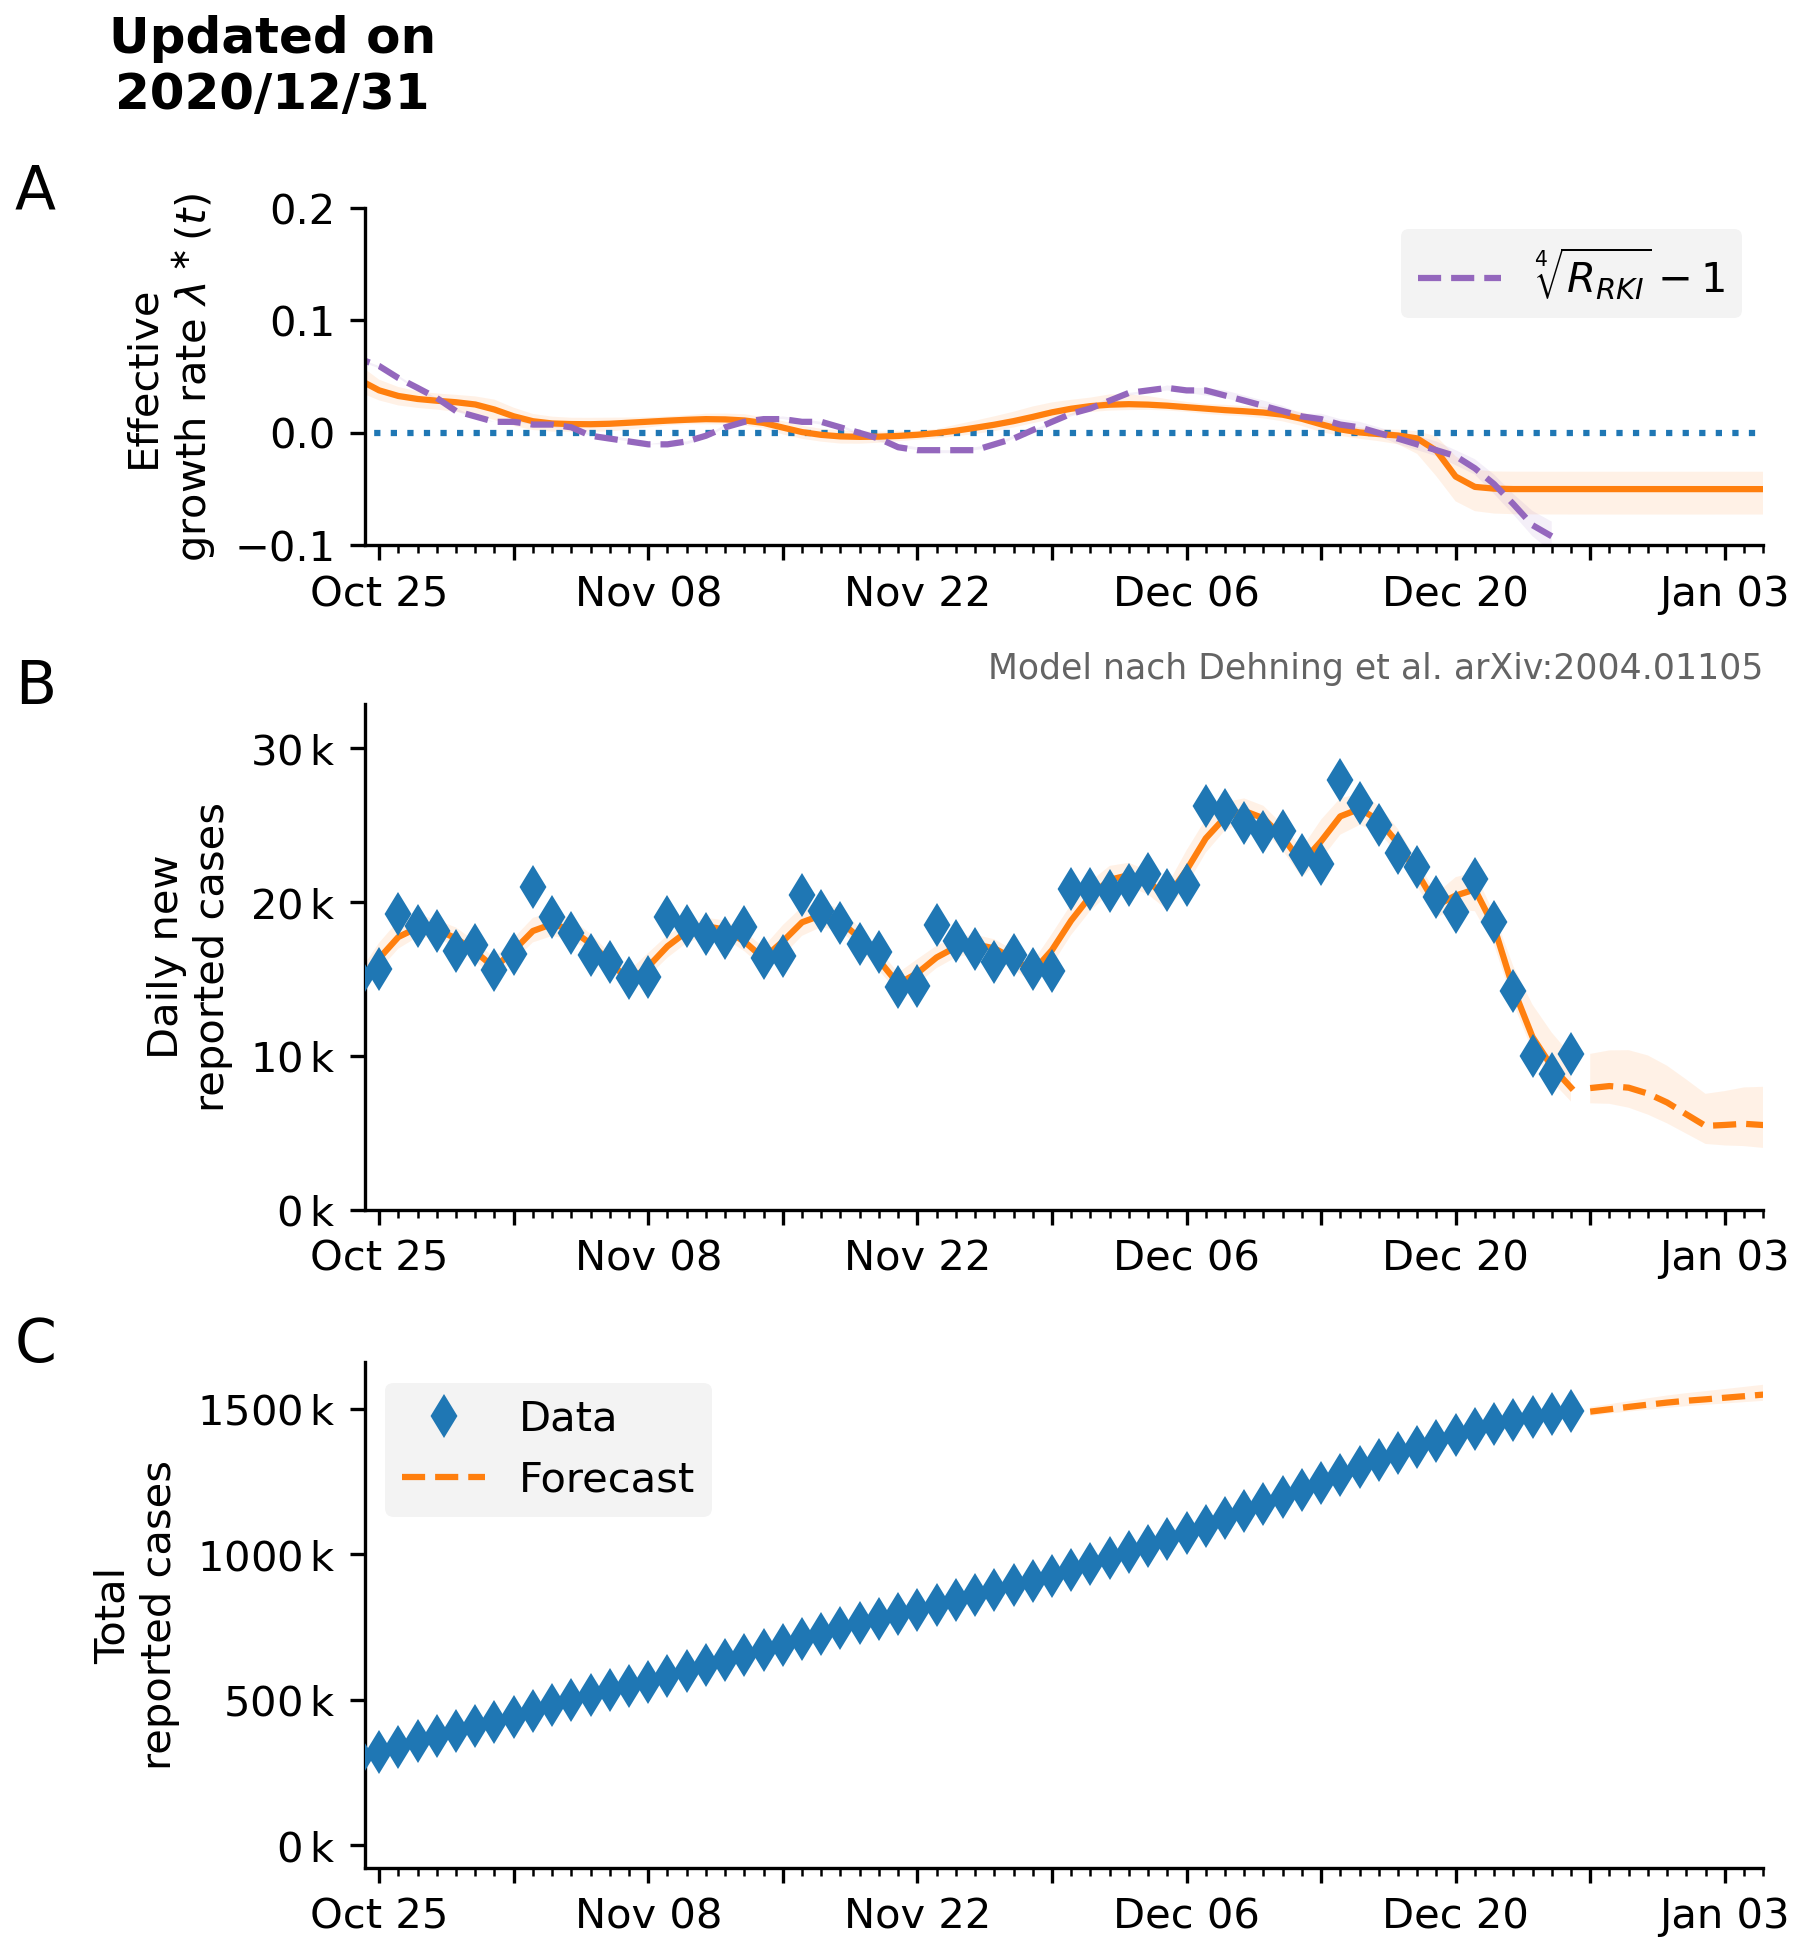 Updated on
2020/12/31
A
Effective
growth rate λ * (t)
0.2
0.1
0.0
−0.1
∜R_RKI − 1
Oct 25 Nov 08 Nov 22 Dec 06 Dec 20 Jan 03
Model nach Dehning et al. arXiv:2004.01105
B
Daily new
reported cases
30 k
20 k
10 k
0 k
Oct 25 Nov 08 Nov 22 Dec 06 Dec 20 Jan 03
C
Total
reported cases
1500 k
1000 k
500 k
0 k
Data
Forecast
Oct 25 Nov 08 Nov 22 Dec 06 Dec 20 Jan 03